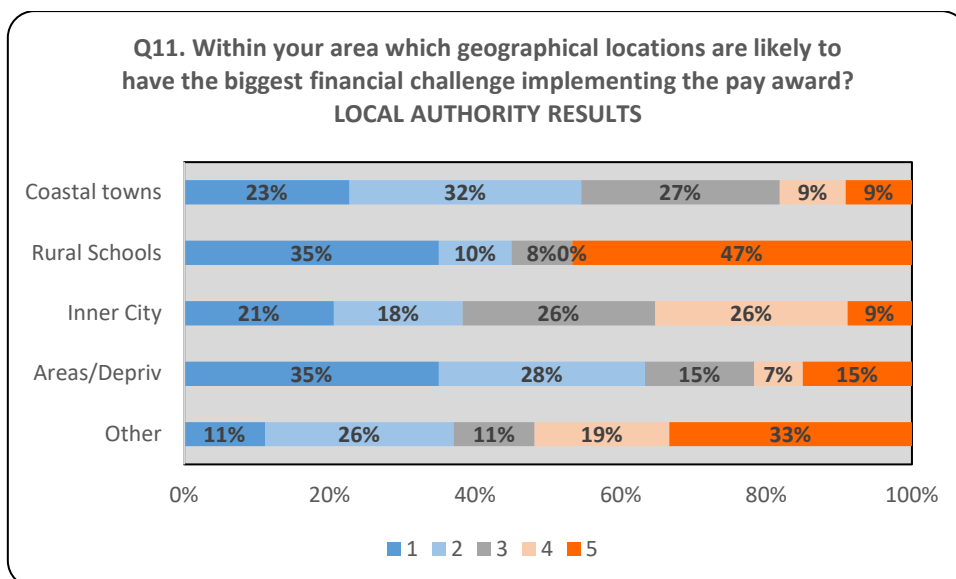 Q11. Within your area which geographical locations are likely to
have the biggest financial challenge implementing the pay award?
LOCAL AUTHORITY RESULTS
Coastal towns 23% 32% 27% 9% 9%
Rural Schools 35% 10% 8% 0% 47%
Inner City 21% 18% 26% 26% 9%
Areas/Depriv 35% 28% 15% 7% 15%
Other 11% 26% 11% 19% 33%
0% 20% 40% 60% 80% 100%
1 2 3 4 5